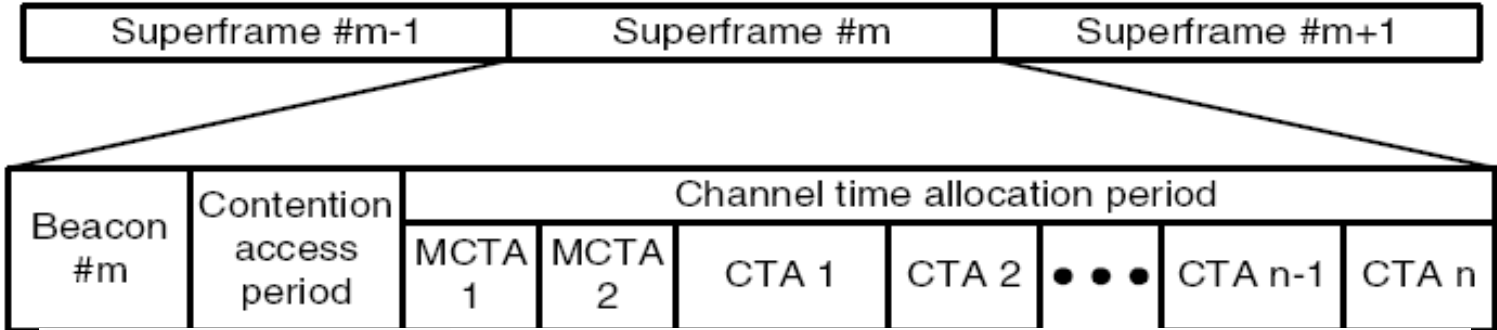 Superframe #m-1 Superframe #m Superframe #m+1
Channel time allocation period
Beacon
#m
Contention
access
period
MCTA
1
MCTA
2
CTA 1
CTA 2
● ● ●
CTA n-1
CTA n